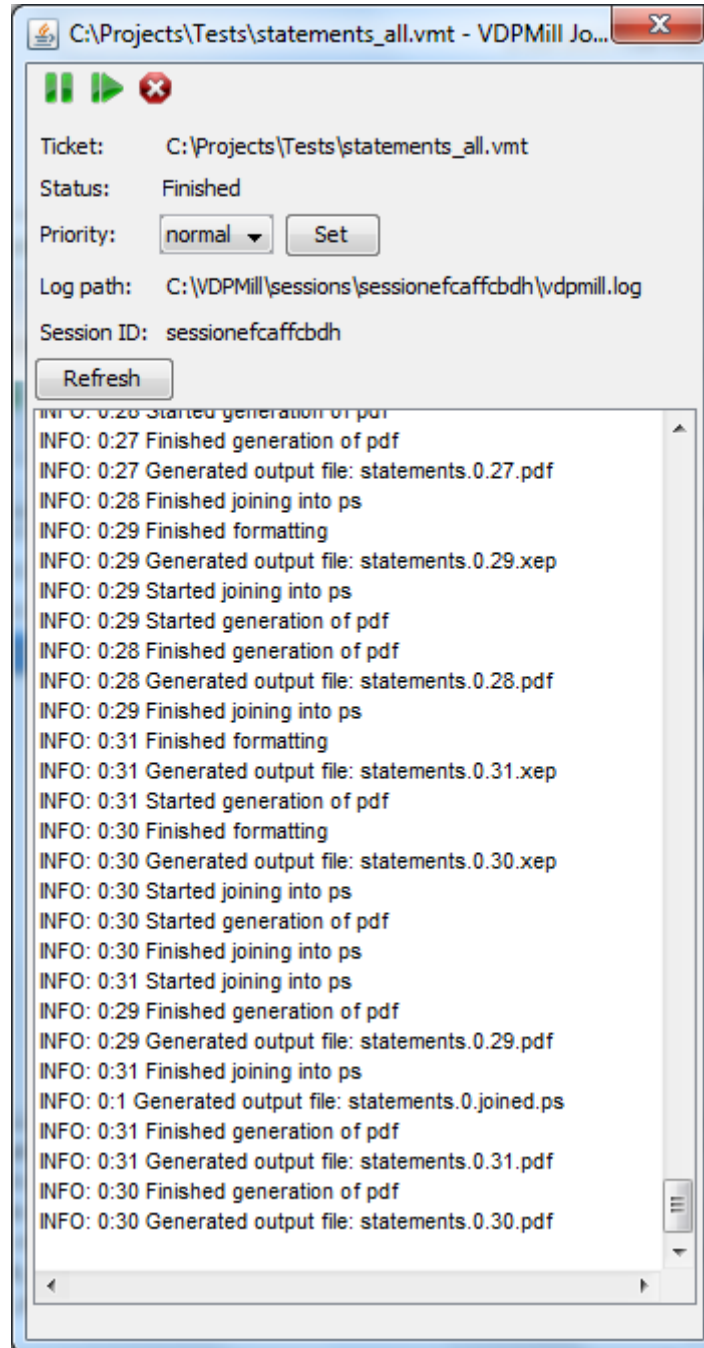 C:\Projects\Tests\statements_all.vmt - VDPMill Jo...
Ticket: C:\Projects\Tests\statements_all.vmt
Status: Finished
Priority: normal Set
Log path: C:\VDPMill\sessions\sessionefcaffcbdh\vdpmill.log
Session ID: sessionefcaffcbdh
Refresh
INFO: 0:28 Started generation of pdf
INFO: 0:27 Finished generation of pdf
INFO: 0:27 Generated output file: statements.0.27.pdf
INFO: 0:28 Finished joining into ps
INFO: 0:29 Finished formatting
INFO: 0:29 Generated output file: statements.0.29.xep
INFO: 0:29 Started joining into ps
INFO: 0:29 Started generation of pdf
INFO: 0:28 Finished generation of pdf
INFO: 0:28 Generated output file: statements.0.28.pdf
INFO: 0:29 Finished joining into ps
INFO: 0:31 Finished formatting
INFO: 0:31 Generated output file: statements.0.31.xep
INFO: 0:31 Started generation of pdf
INFO: 0:30 Finished formatting
INFO: 0:30 Generated output file: statements.0.30.xep
INFO: 0:30 Started joining into ps
INFO: 0:30 Started generation of pdf
INFO: 0:30 Finished joining into ps
INFO: 0:31 Started joining into ps
INFO: 0:29 Finished generation of pdf
INFO: 0:29 Generated output file: statements.0.29.pdf
INFO: 0:31 Finished joining into ps
INFO: 0:1 Generated output file: statements.0.joined.ps
INFO: 0:31 Finished generation of pdf
INFO: 0:31 Generated output file: statements.0.31.pdf
INFO: 0:30 Finished generation of pdf
INFO: 0:30 Generated output file: statements.0.30.pdf